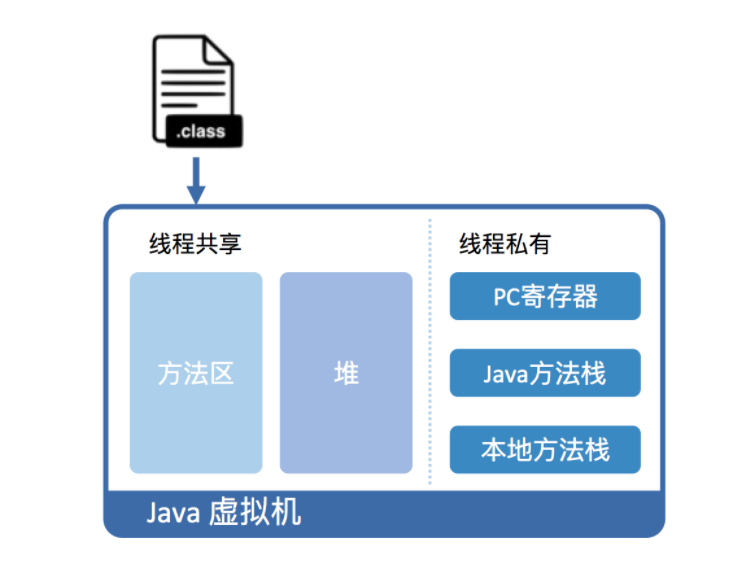 .class
线程共享
线程私有
方法区
堆
PC寄存器
Java方法栈
本地方法栈
Java 虚拟机